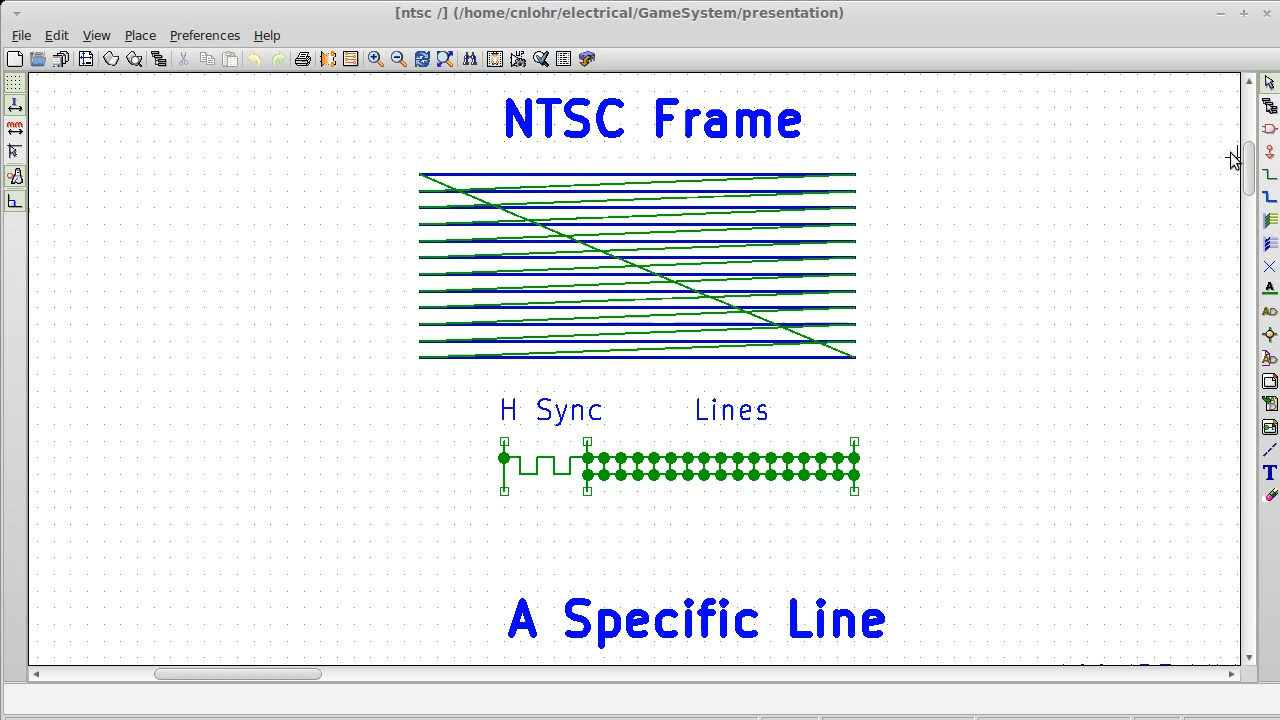 [ntsc /] (/home/cnlohr/electrical/GameSystem/presentation)
File Edit View Place Preferences Help
NTSC Frame
H Sync Lines
A Specific Line